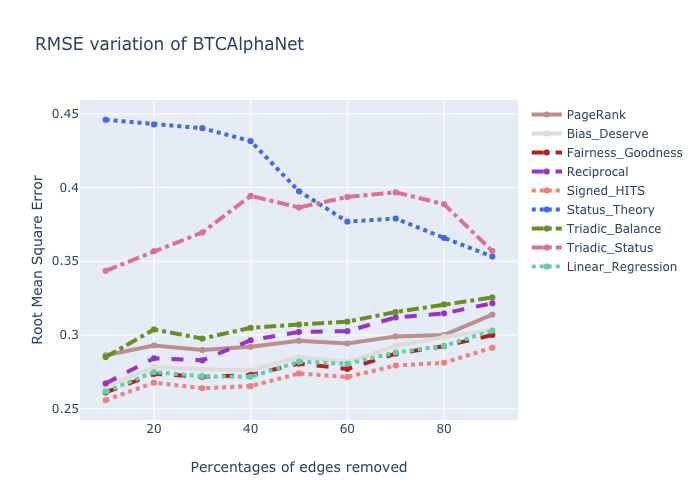 RMSE variation of BTCAlphaNet
Root Mean Square Error
0.45
0.4
0.35
0.3
0.25
20
40
60
80
Percentages of edges removed
PageRank
Bias_Deserve
Fairness_Goodness
Reciprocal
Signed_HITS
Status_Theory
Triadic_Balance
Triadic_Status
Linear_Regression